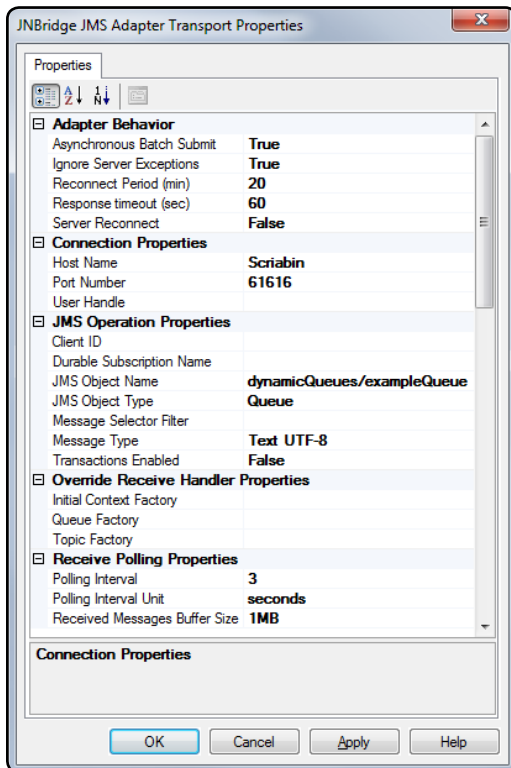 JNBridge JMS Adapter Transport Properties
Properties
Adapter Behavior
Asynchronous Batch Submit True
Ignore Server Exceptions True
Reconnect Period (min) 20
Response timeout (sec) 60
Server Reconnect False
Connection Properties
Host Name Scriabin
Port Number 61616
User Handle
JMS Operation Properties
Client ID
Durable Subscription Name
JMS Object Name dynamicQueues/exampleQueue
JMS Object Type Queue
Message Selector Filter
Message Type Text UTF-8
Transactions Enabled False
Override Receive Handler Properties
Initial Context Factory
Queue Factory
Topic Factory
Receive Polling Properties
Polling Interval 3
Polling Interval Unit seconds
Received Messages Buffer Size 1MB
Connection Properties
OK Cancel Apply Help